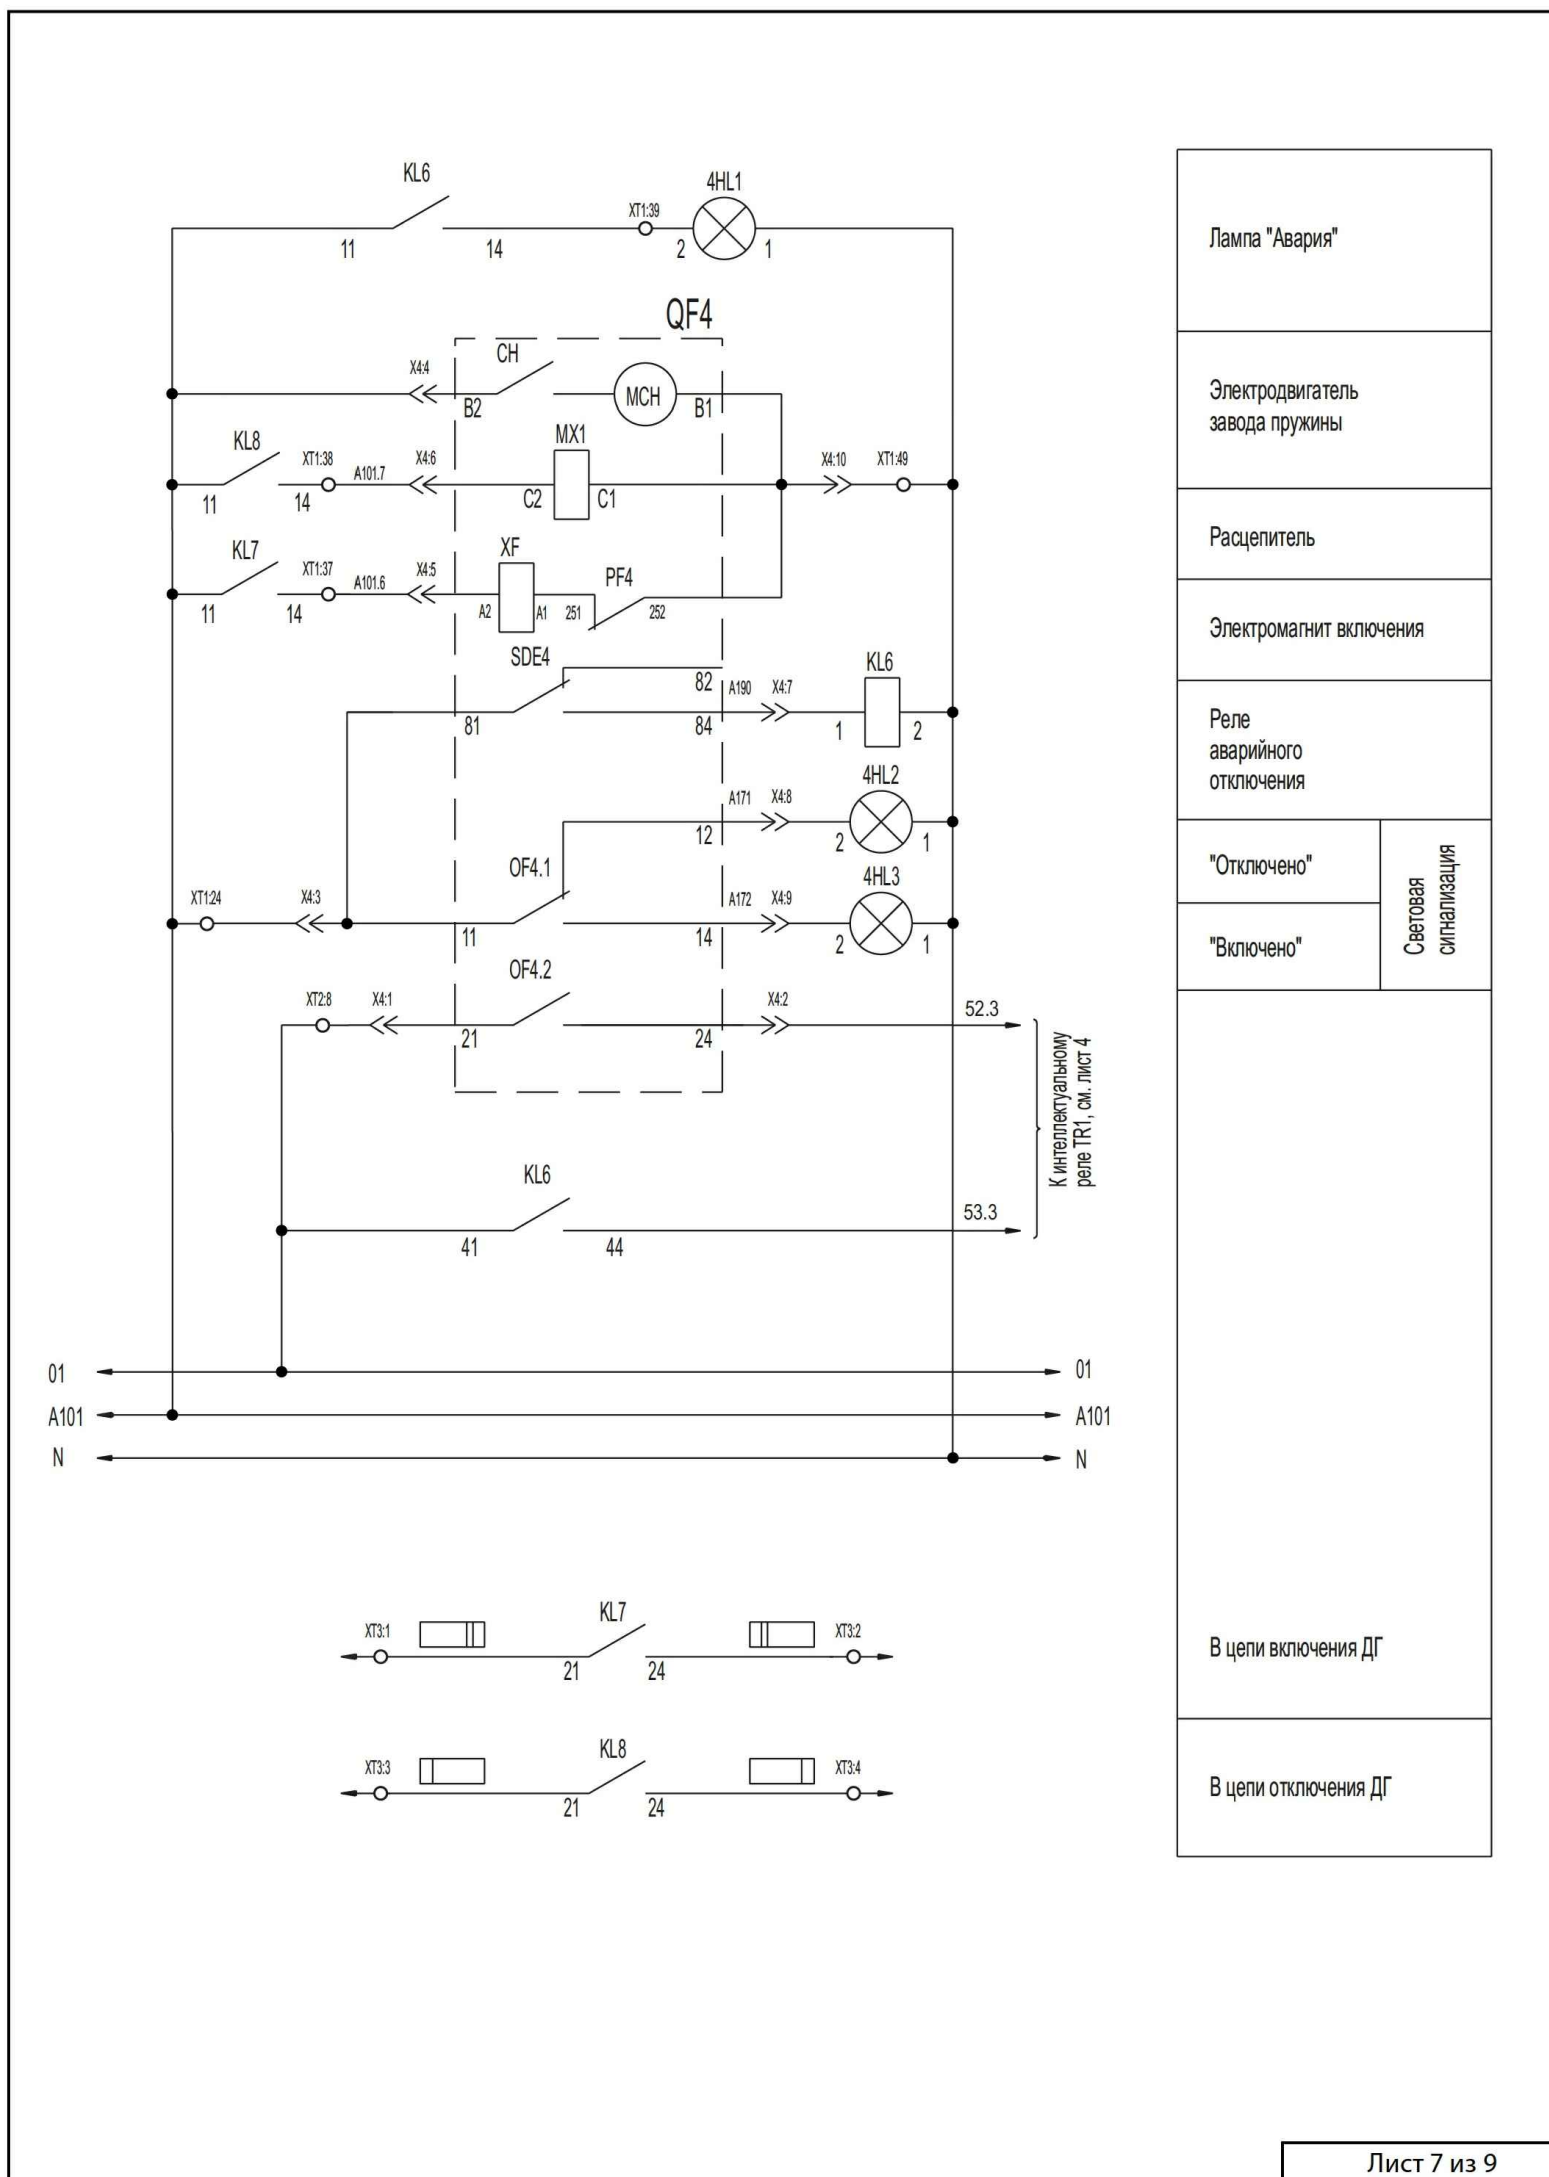 KL6
4HL1
XT1:39
11
14
2
1
Лампа "Авария"
QF4
CH
X4:4
B2
MCH
B1
Электродвигатель
завода пружины
KL8
XT1:38
A101.7
X4:6
MX1
X4:10
XT1:49
11
14
C2
C1
Расцепитель
KL7
XT1:37
A101.6
X4:5
XF
PF4
11
14
A2
A1
251
252
Электромагнит включения
SDE4
KL6
82
A190
X4:7
81
84
1
2
Реле
аварийного
отключения
4HL2
A171
X4:8
12
2
1
"Отключено"
OF4.1
4HL3
XT1:24
X4:3
A172
X4:9
11
14
2
1
"Включено"
Световая
сигнализация
OF4.2
XT2:8
X4:1
X4:2
52.3
21
24
К интеллектуальному
реле TR1, см. лист 4
KL6
53.3
41
44
01
01
A101
A101
N
N
KL7
XT3:1
XT3:2
21
24
В цепи включения ДГ
KL8
XT3:3
XT3:4
21
24
В цепи отключения ДГ
Лист 7 из 9